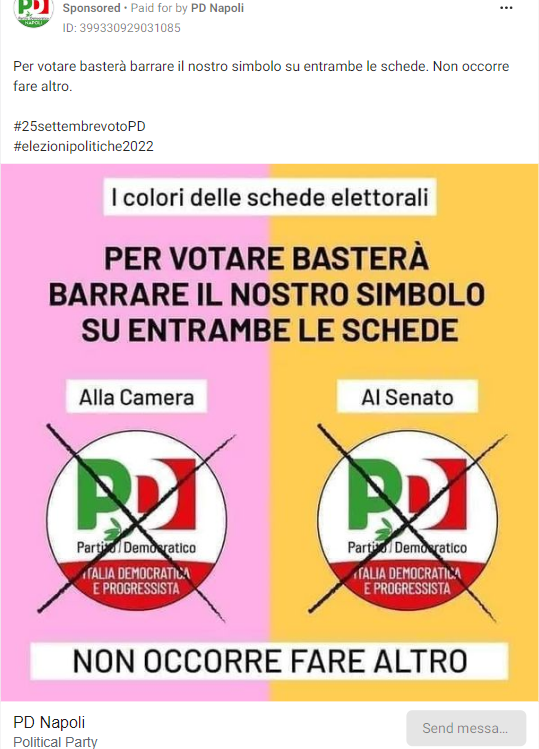 PD
Partito Democratico
NAPOLI
Sponsored • Paid for by PD Napoli
ID: 399330929031085
Per votare basterà barrare il nostro simbolo su entrambe le schede. Non occorre
fare altro.
#25settembrevotoPD
#elezionipolitiche2022
I colori delle schede elettorali
PER VOTARE BASTERÀ
BARRARE IL NOSTRO SIMBOLO
SU ENTRAMBE LE SCHEDE
Alla Camera
Al Senato
PD
Partito Democratico
ITALIA DEMOCRATICA
E PROGRESSISTA
PD
Partito Democratico
ITALIA DEMOCRATICA
E PROGRESSISTA
NON OCCORRE FARE ALTRO
PD Napoli
Political Party
Send messa...